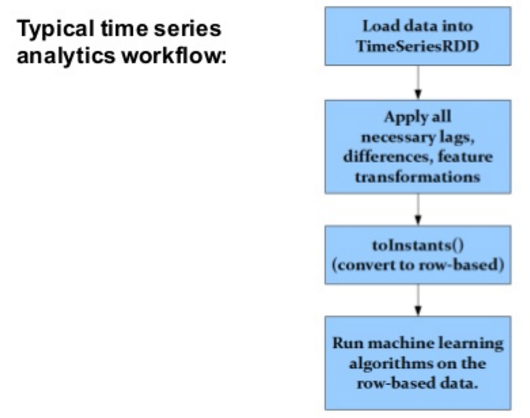 Typical time series
analytics workflow:
Load data into
TimeSeriesRDD
Apply all
necessary lags,
differences, feature
transformations
toInstants()
(convert to row-based)
Run machine learning
algorithms on the
row-based data.